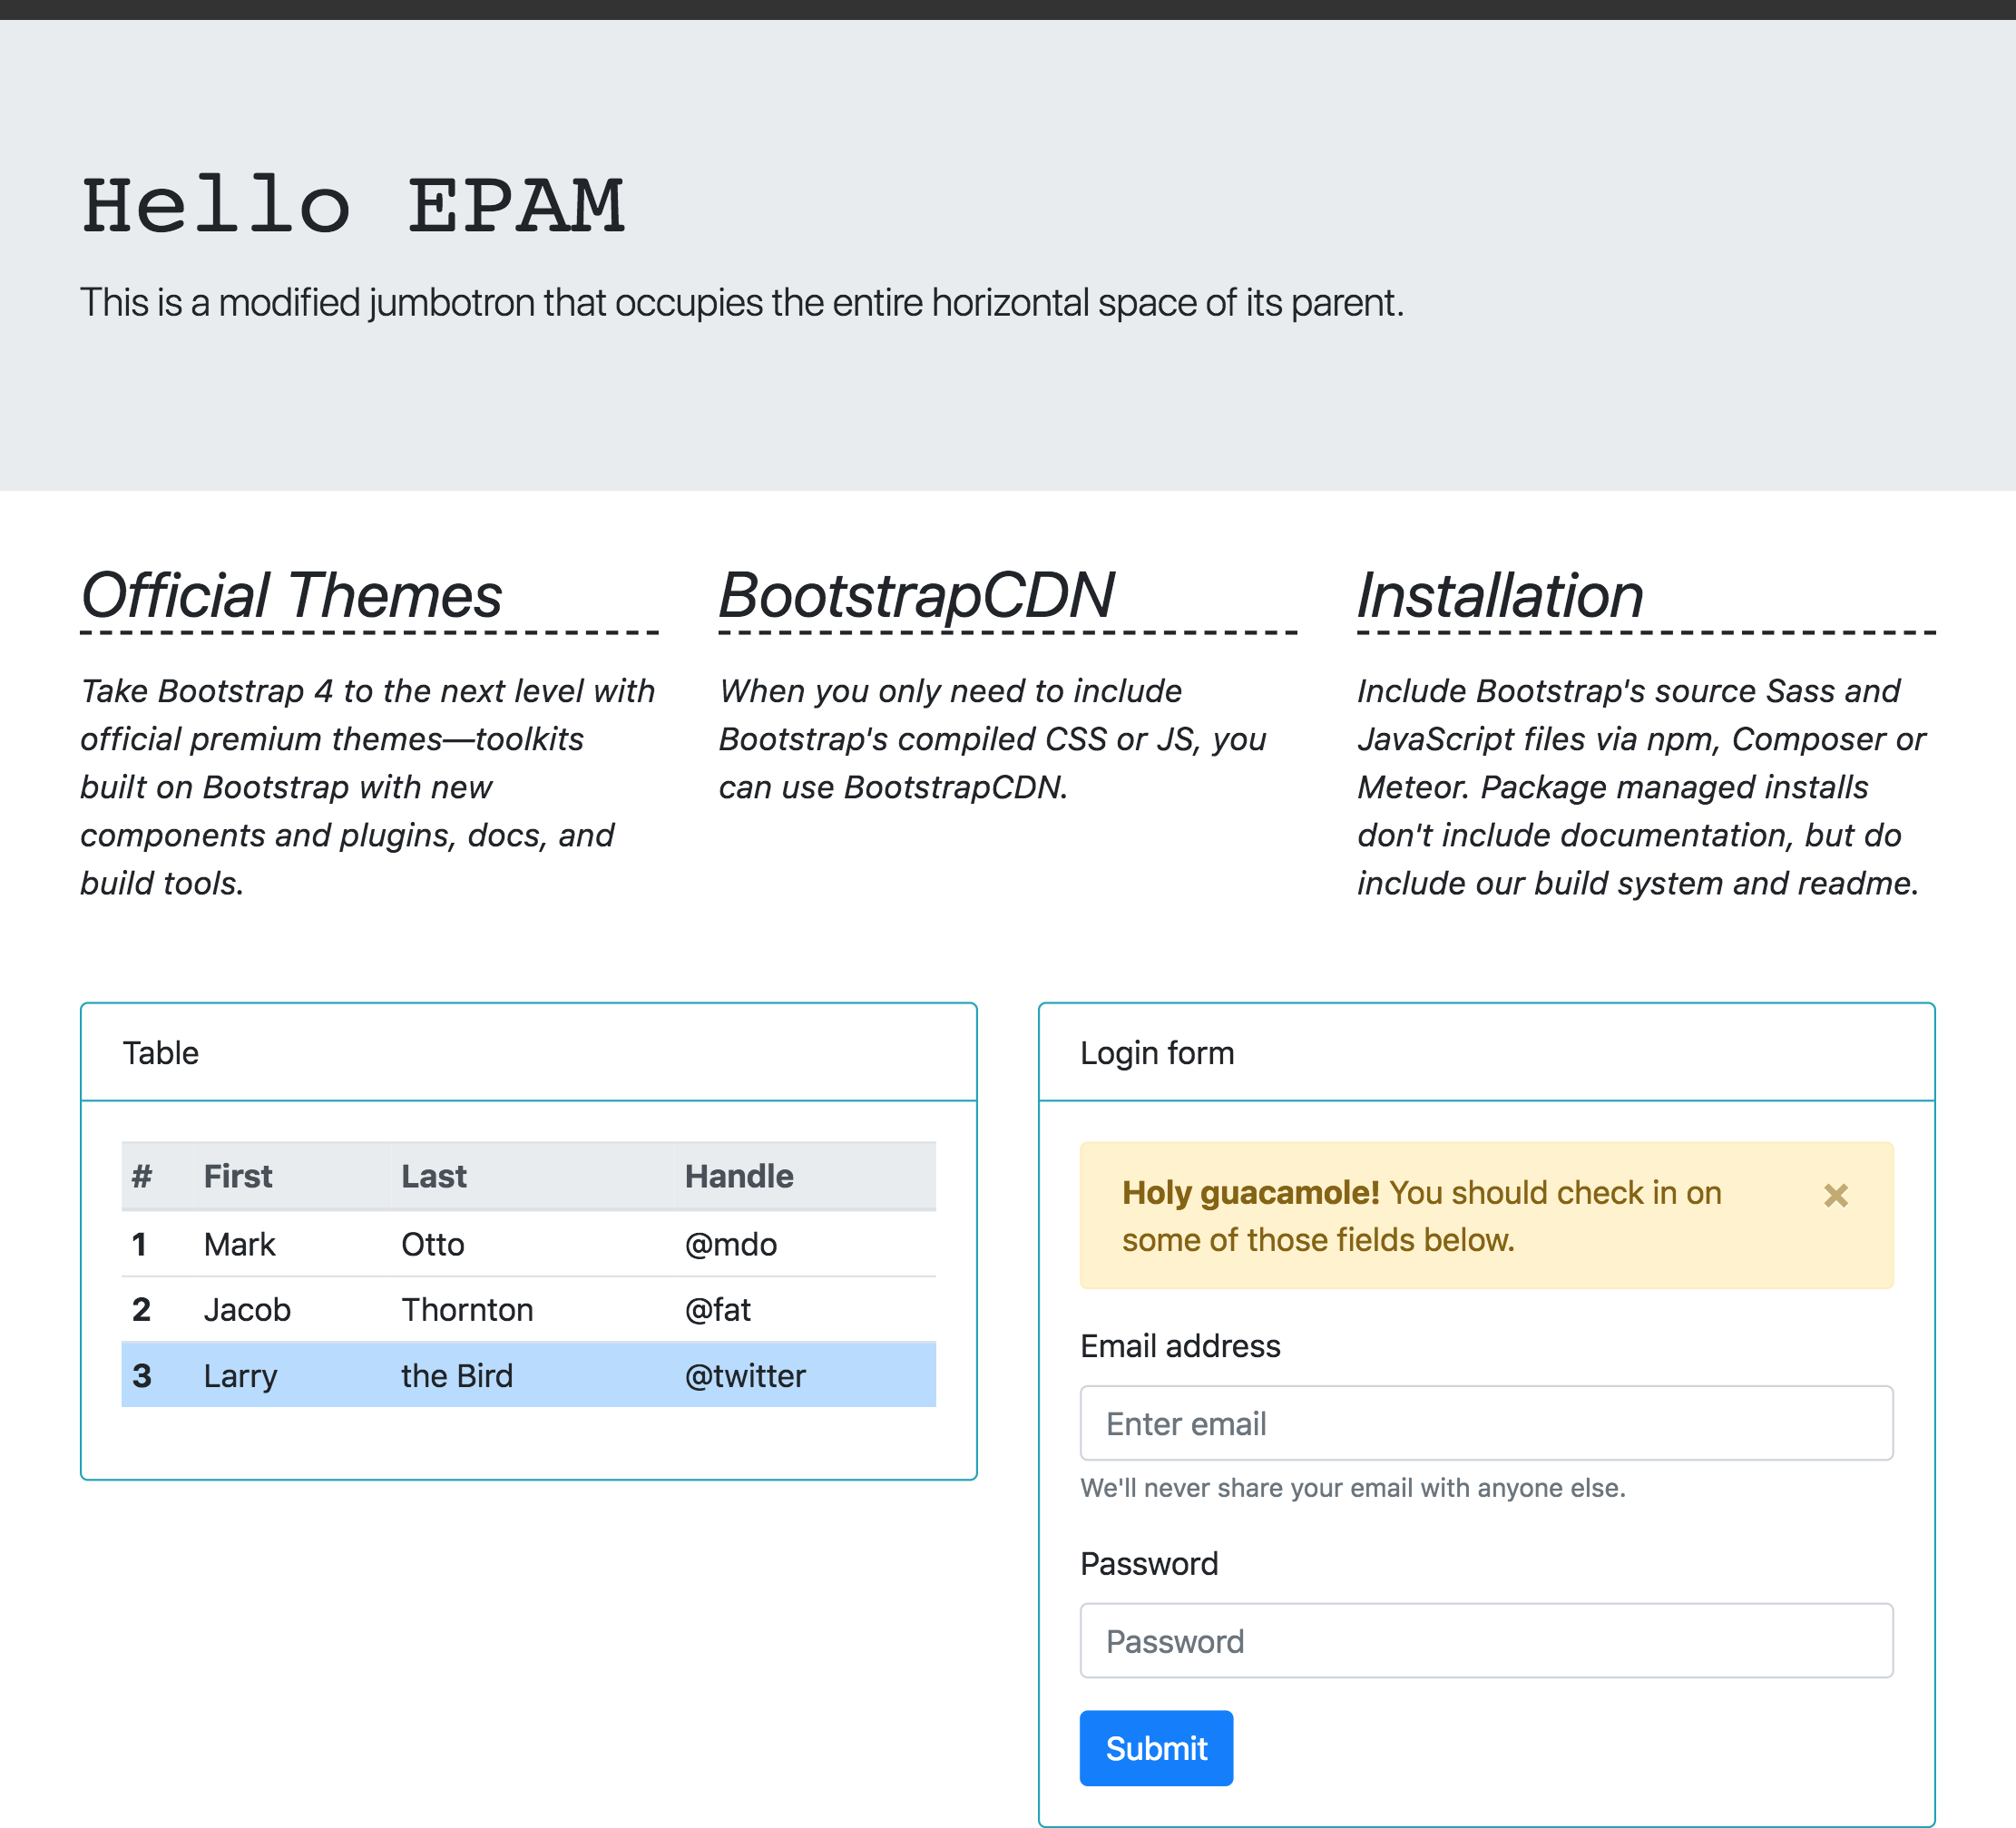 Hello EPAM
This is a modified jumbotron that occupies the entire horizontal space of its parent.
Official Themes
Take Bootstrap 4 to the next level with
official premium themes—toolkits
built on Bootstrap with new
components and plugins, docs, and
build tools.
BootstrapCDN
When you only need to include
Bootstrap's compiled CSS or JS, you
can use BootstrapCDN.
Installation
Include Bootstrap's source Sass and
JavaScript files via npm, Composer or
Meteor. Package managed installs
don't include documentation, but do
include our build system and readme.
Table
# First Last Handle
1 Mark Otto @mdo
2 Jacob Thornton @fat
3 Larry the Bird @twitter
Login form
Holy guacamole! You should check in on
some of those fields below.
×
Email address
Enter email
We'll never share your email with anyone else.
Password
Password
Submit